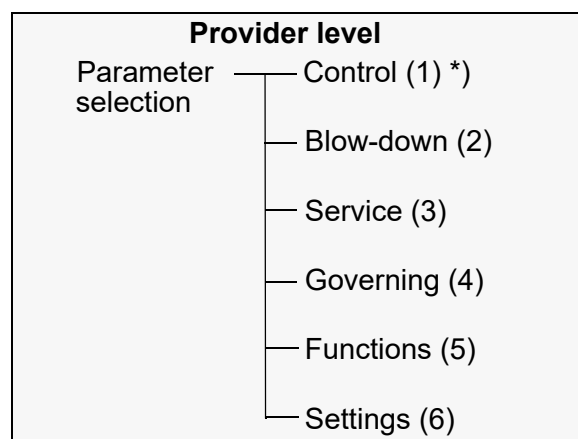 Provider level
Parameter
selection
Control (1) *)
Blow-down (2)
Service (3)
Governing (4)
Functions (5)
Settings (6)